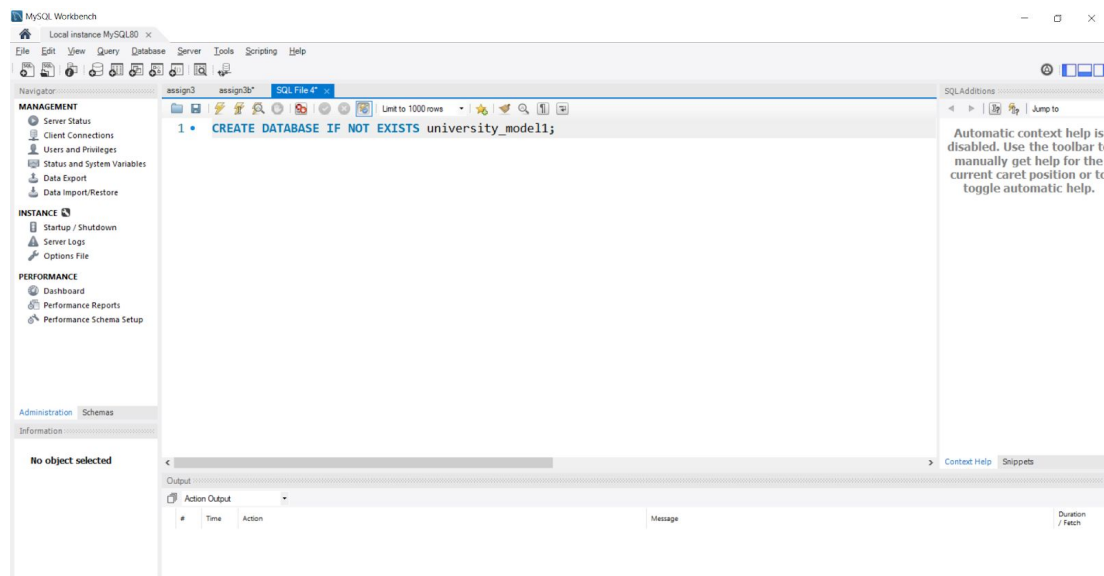 MySQL Workbench
Local instance MySQL80 ×
File Edit View Query Database Server Tools Scripting Help
Navigator
assign3 assign3b* SQL File 4* ×
SQLAdditions
MANAGEMENT
Server Status
Client Connections
Users and Privileges
Status and System Variables
Data Export
Data Import/Restore
INSTANCE
Startup / Shutdown
Server Logs
Options File
PERFORMANCE
Dashboard
Performance Reports
Performance Schema Setup
Administration Schemas
Information
No object selected
Limit to 1000 rows
1 CREATE DATABASE IF NOT EXISTS university_model1;
Jump to
Automatic context help is
disabled. Use the toolbar t
manually get help for the
current caret position or to
toggle automatic help.
Context Help Snippets
Output
Action Output
# Time Action Message Duration / Fetch